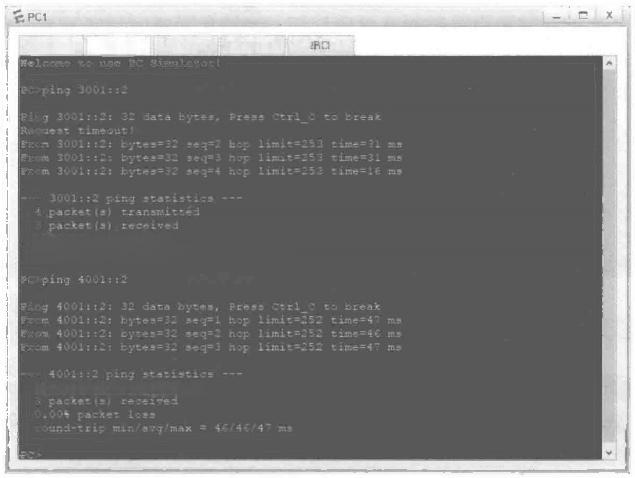 PC1
串口
Welcome to use PC Simulator!
PC>ping 3001::2
Ping 3001::2: 32 data bytes, Press Ctrl_C to break
Request timeout!
From 3001::2: bytes=32 seq=2 hop limit=253 time=31 ms
From 3001::2: bytes=32 seq=3 hop limit=253 time=31 ms
From 3001::2: bytes=32 seq=4 hop limit=253 time=16 ms
--- 3001::2 ping statistics ---
4 packet(s) transmitted
3 packet(s) received
PC>ping 4001::2
Ping 4001::2: 32 data bytes, Press Ctrl_C to break
From 4001::2: bytes=32 seq=1 hop limit=252 time=47 ms
From 4001::2: bytes=32 seq=2 hop limit=252 time=46 ms
From 4001::2: bytes=32 seq=3 hop limit=252 time=47 ms
--- 4001::2 ping statistics ---
3 packet(s) received
0.00% packet loss
round-trip min/avg/max = 46/46/47 ms
PC>